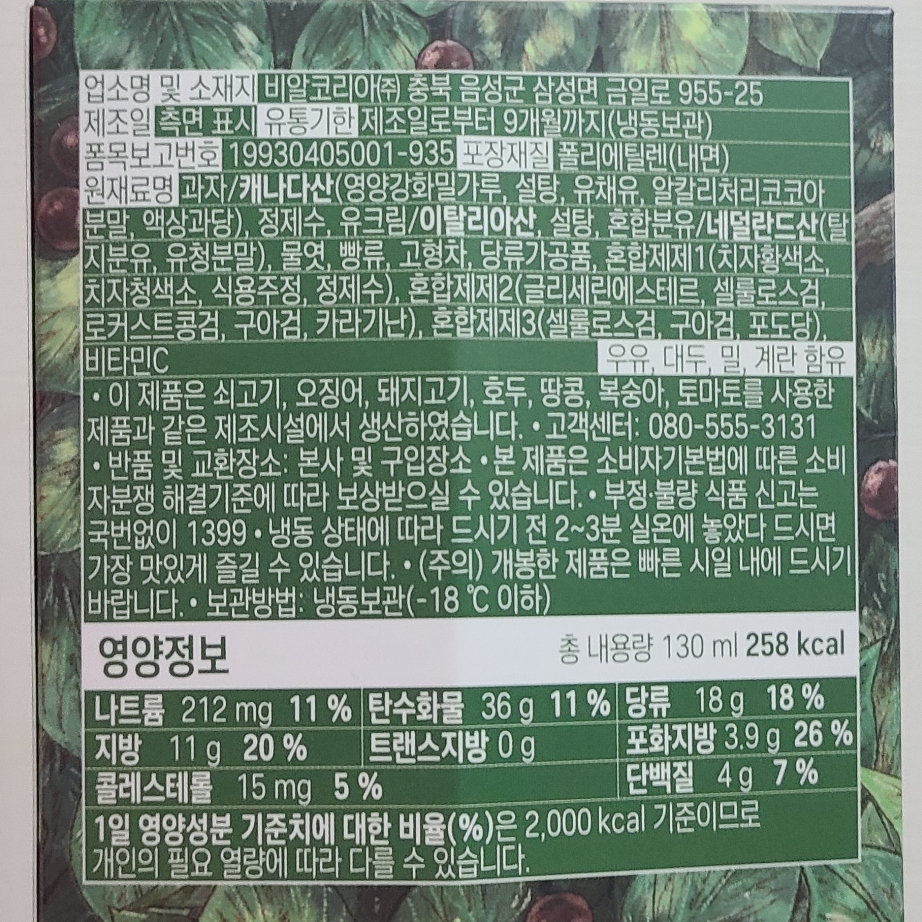 업소명 및 소재지 비알코리아㈜ 충북 음성군 삼성면 금일로 955-25
제조일 측면 표시 유통기한 제조일로부터 9개월까지(냉동보관)
품목보고번호 19930405001-935 포장재질 폴리에틸렌(내면)
원재료명 과자/캐나다산(영양강화밀가루, 설탕, 유채유, 알칼리처리코코아
분말, 액상과당), 정제수, 유크림/이탈리아산, 설탕, 혼합분유/네덜란드산(탈
지분유, 유청분말), 물엿, 빵류, 고형차, 당류가공품, 혼합제제1(치자황색소,
치자청색소, 식용주정, 정제수), 혼합제제2(글리세린에스테르, 셀룰로스검,
로커스트콩검, 구아검, 카라기난), 혼합제제3(셀룰로스검, 구아검, 포도당),
비타민C 우유, 대두, 밀, 계란 함유
• 이 제품은 쇠고기, 오징어, 돼지고기, 호두, 땅콩, 복숭아, 토마토를 사용한
제품과 같은 제조시설에서 생산하였습니다. • 고객센터: 080-555-3131
• 반품 및 교환장소: 본사 및 구입장소 • 본 제품은 소비자기본법에 따른 소비
자분쟁 해결기준에 따라 보상받으실 수 있습니다. • 부정·불량 식품 신고는
국번없이 1399 • 냉동 상태에 따라 드시기 전 2~3분 실온에 놓았다 드시면
가장 맛있게 즐길 수 있습니다. • (주의) 개봉한 제품은 빠른 시일 내에 드시기
바랍니다. • 보관방법: 냉동보관(-18 ℃ 이하)
영양정보 총 내용량 130 ml 258 kcal
나트륨 212 mg 11 % 탄수화물 36 g 11 % 당류 18 g 18 %
지방 11 g 20 % 트랜스지방 0 g 포화지방 3.9 g 26 %
콜레스테롤 15 mg 5 % 단백질 4 g 7 %
1일 영양성분 기준치에 대한 비율(%)은 2,000 kcal 기준이므로
개인의 필요 열량에 따라 다를 수 있습니다.